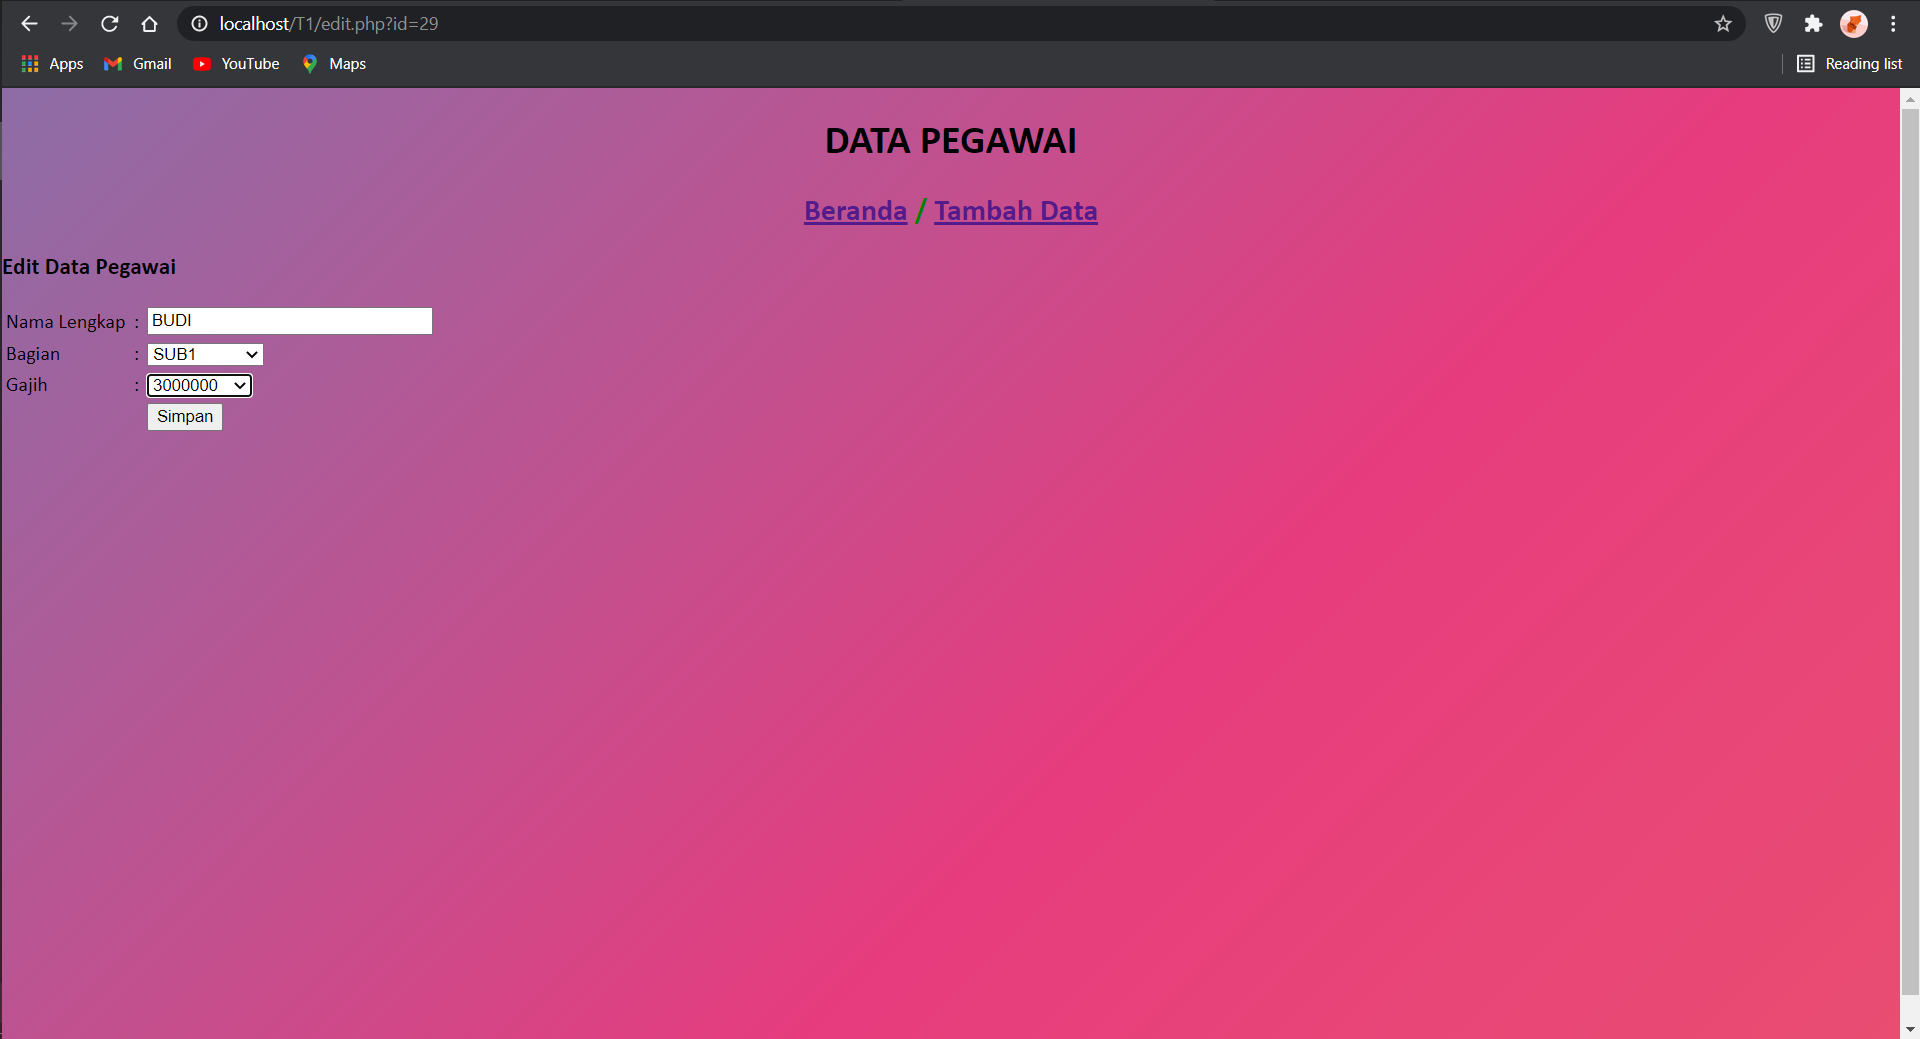 localhost/T1/edit.php?id=29
Apps Gmail YouTube Maps Reading list
DATA PEGAWAI
Beranda / Tambah Data
Edit Data Pegawai
Nama Lengkap : BUDI
Bagian : SUB1
Gajih : 3000000
Simpan